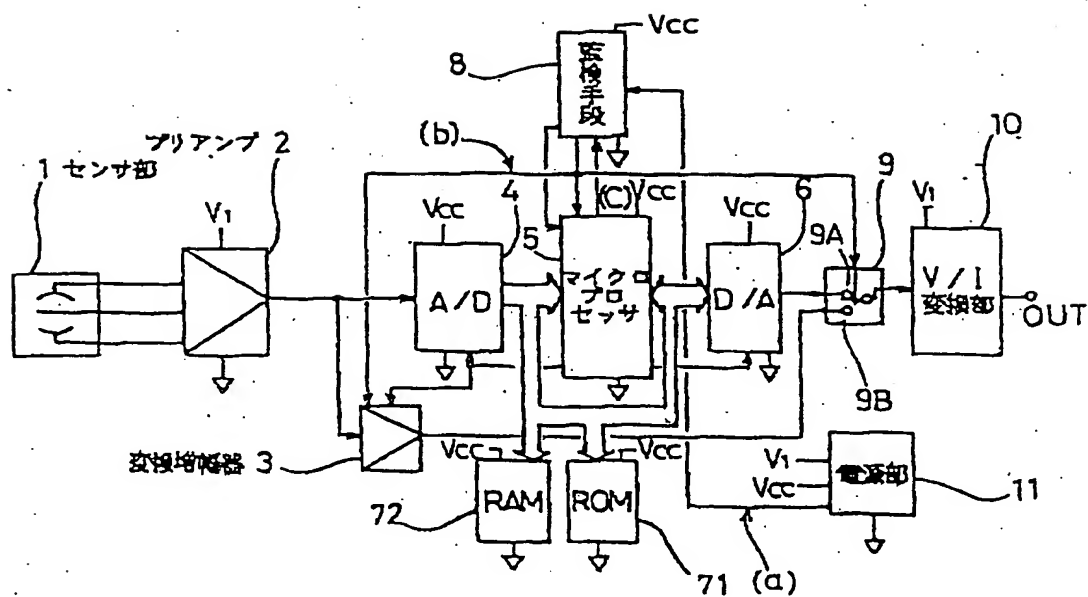 Vcc
8
監検手段
プリアンプ 2
1 センサ部
(b)
10
V1
4
Vcc
(C)
Vcc
6
Vcc
9
9A
V1
5
A/D
マイクロ
プロ
セッサ
D/A
V/I
変換部
OUT
9B
変換増幅器 3
Vcc
Vcc
V1
Vcc
電源部
11
72
RAM
ROM
71
(a)